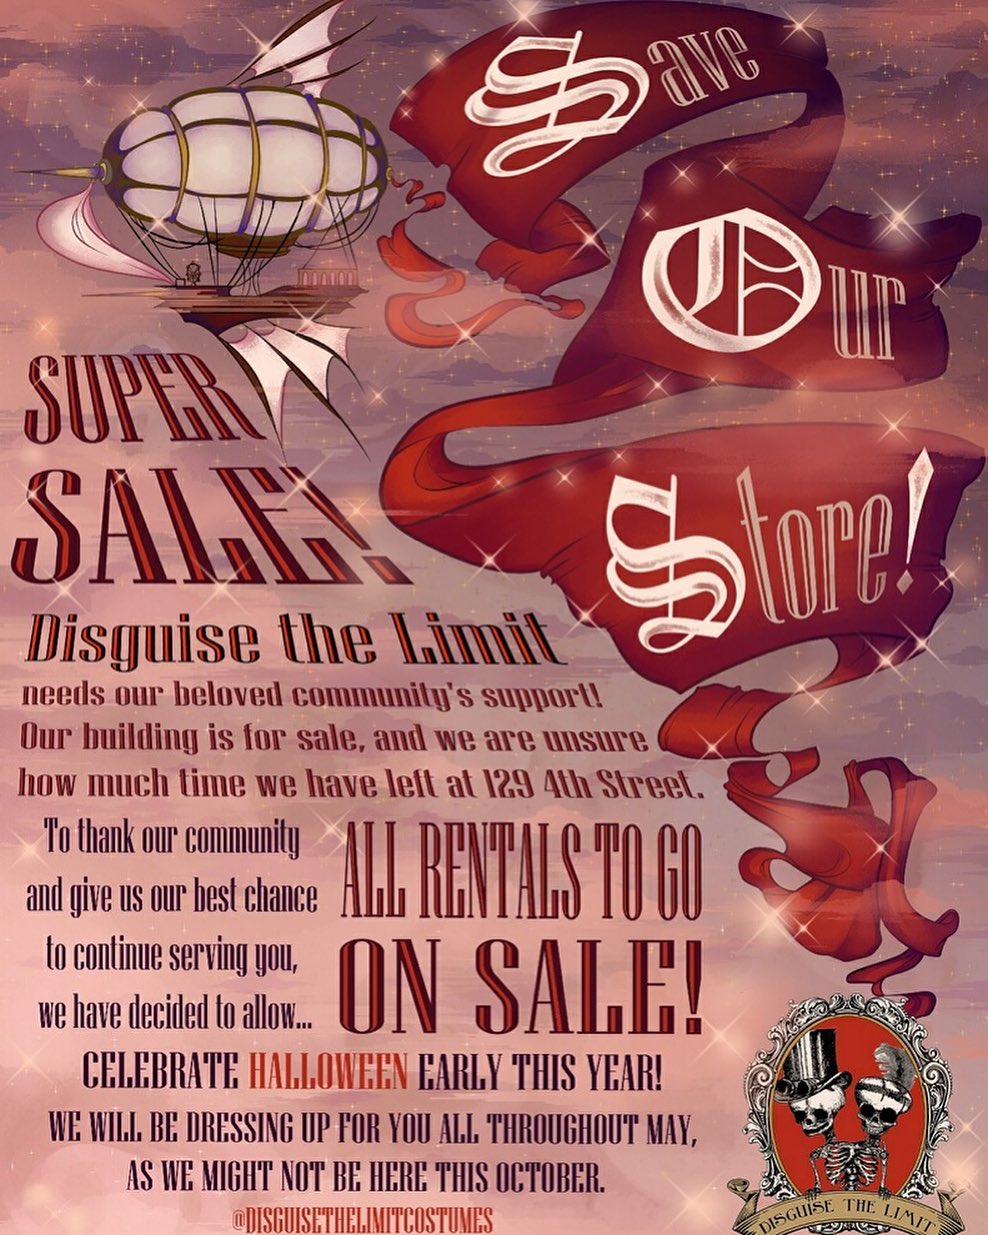 Save
Our
Store!
SUPER
SALE!
Disguise the Limit
needs our beloved community's support!
Our building is for sale, and we are unsure
how much time we have left at 129 4th Street.
To thank our community
and give us our best chance
to continue serving you,
we have decided to allow...
ALL RENTALS TO GO
ON SALE!
CELEBRATE HALLOWEEN EARLY THIS YEAR!
WE WILL BE DRESSING UP FOR YOU ALL THROUGHOUT MAY,
AS WE MIGHT NOT BE HERE THIS OCTOBER.
@DISGUISETHELIMITCOSTUMES
DISGUISE THE LIMIT